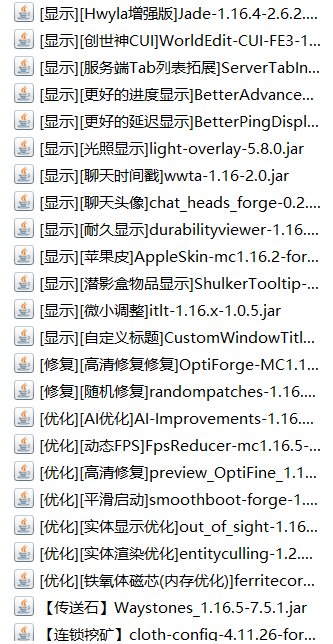 [显示][Hwyla增强版]Jade-1.16.4-2.6.2....
[显示][创世神CUI]WorldEdit-CUI-FE3-1...
[显示][服务端Tab列表拓展]ServerTabIn...
[显示][更好的进度显示]BetterAdvance...
[显示][更好的延迟显示]BetterPingDispl...
[显示][光照显示]light-overlay-5.8.0.jar
[显示][聊天时间戳]wwta-1.16-2.0.jar
[显示][聊天头像]chat_heads_forge-0.2....
[显示][耐久显示]durabilityviewer-1.16...
[显示][苹果皮]AppleSkin-mc1.16.2-for...
[显示][潜影盒物品显示]ShulkerTooltip-...
[显示][微小调整]itlt-1.16.x-1.0.5.jar
[显示][自定义标题]CustomWindowTitl...
[修复][高清修复修复]OptiForge-MC1.1...
[修复][随机修复]randompatches-1.16....
[优化][AI优化]AI-Improvements-1.16....
[优化][动态FPS]FpsReducer-mc1.16.5-...
[优化][高清修复]preview_OptiFine_1.1...
[优化][平滑启动]smoothboot-forge-1....
[优化][实体显示优化]out_of_sight-1.16...
[优化][实体渲染优化]entityculling-1.2....
[优化][铁氧体磁芯(内存优化)]ferritecor...
【传送石】Waystones_1.16.5-7.5.1.jar
【连锁挖矿】cloth-config-4.11.26-for...